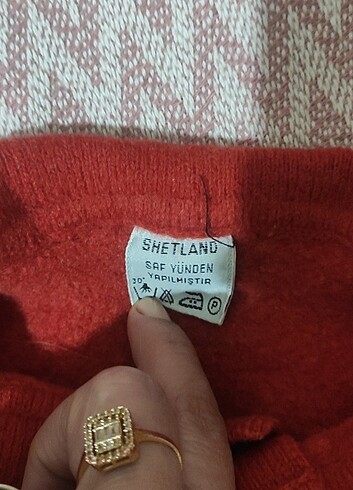 SHETLAND
SAF YÜNDEN
YAPILMIŞTIR
30°
P